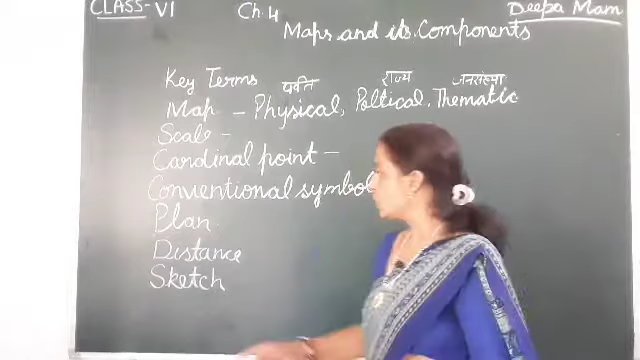 CLASS-VI Ch. 4 Deepa Mam
Maps and its Components
Key Terms पर्वत राज्य जनसंख्या
Map - Physical, Poltical, Thematic
Scale -
Cardinal point -
Conventional symbol
Plan
Distance
Sketch